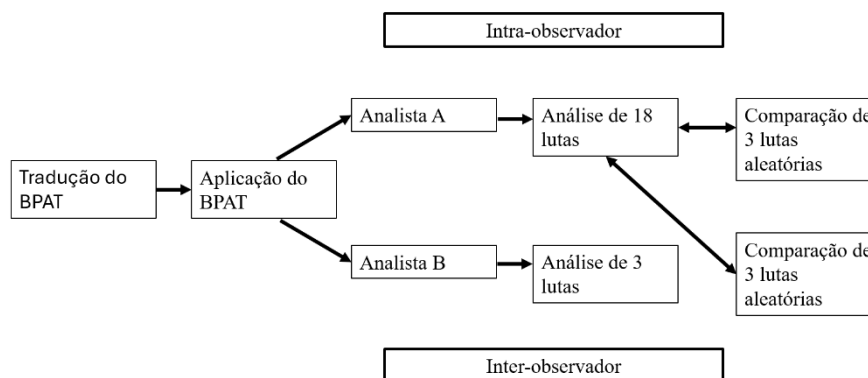 Intra-observador
Analista A
Análise de 18
lutas
Comparação de
3 lutas
aleatórias
Tradução do
BPAT
Aplicação do
BPAT
Analista B
Análise de 3
lutas
Comparação de
3 lutas
aleatórias
Inter-observador